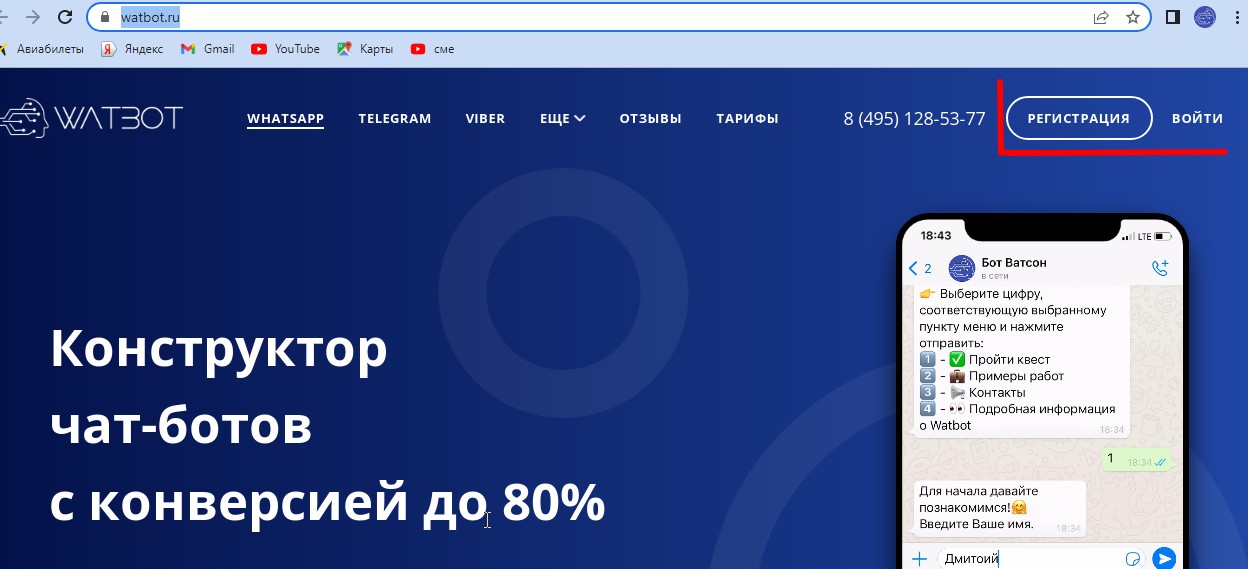 watbot.ru
Авиабилеты Яндекс Gmail YouTube Карты сме
WATBOT WHATSAPP TELEGRAM VIBER ЕЩЕ ОТЗЫВЫ ТАРИФЫ 8 (495) 128-53-77 РЕГИСТРАЦИЯ ВОЙТИ
Конструктор
чат-ботов
с конверсией до 80%
18:43 LTE
2 Бот Ватсон
в сети
👉 Выберите цифру,
соответствующую выбранному
пункту меню и нажмите
отправить:
1️⃣ - ✅ Пройти квест
2️⃣ - 💼 Примеры работ
3️⃣ - 📢 Контакты
4️⃣ - 👀 Подробная информация
о Watbot 18:34
1 18:34
Для начала давайте
познакомимся!🤗
Введите Ваше имя. 18:34
Дмитоий